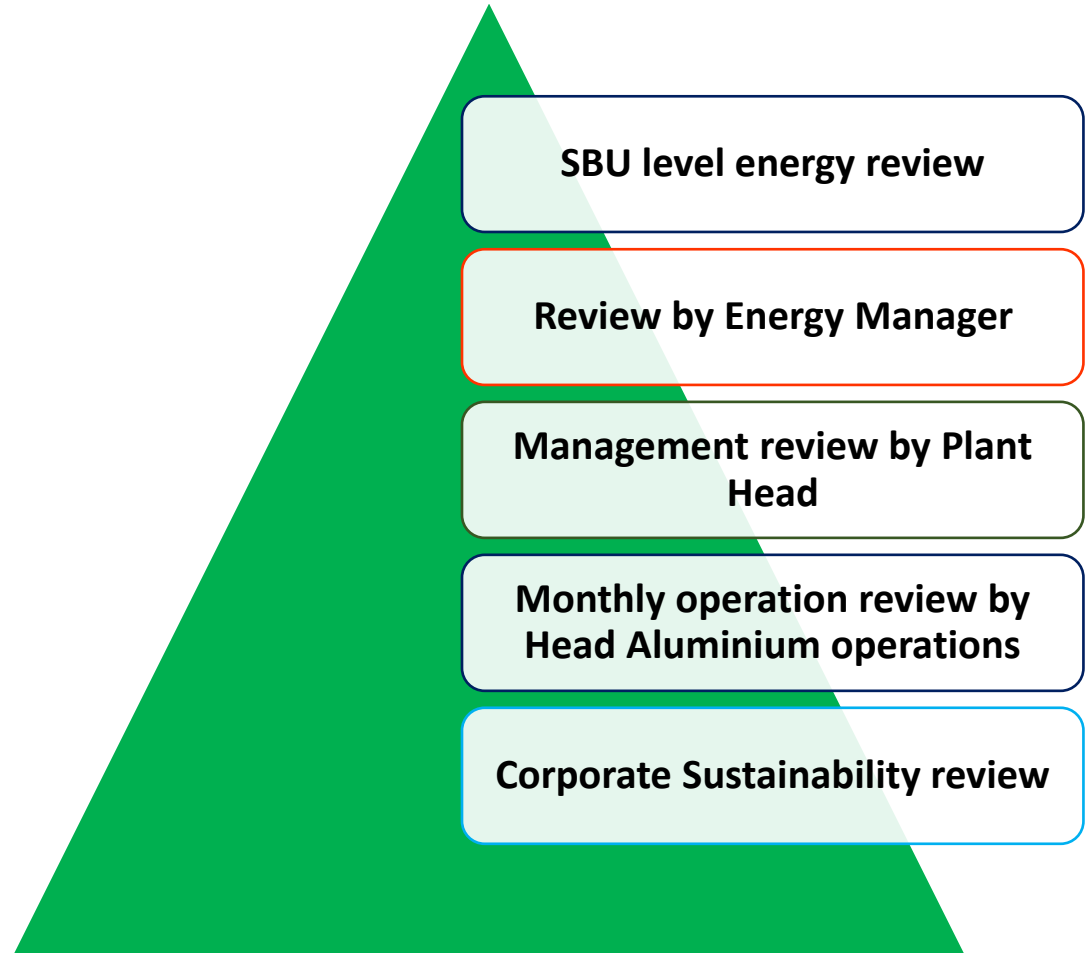 SBU level energy review
Review by Energy Manager
Management review by Plant
Head
Monthly operation review by
Head Aluminium operations
Corporate Sustainability review